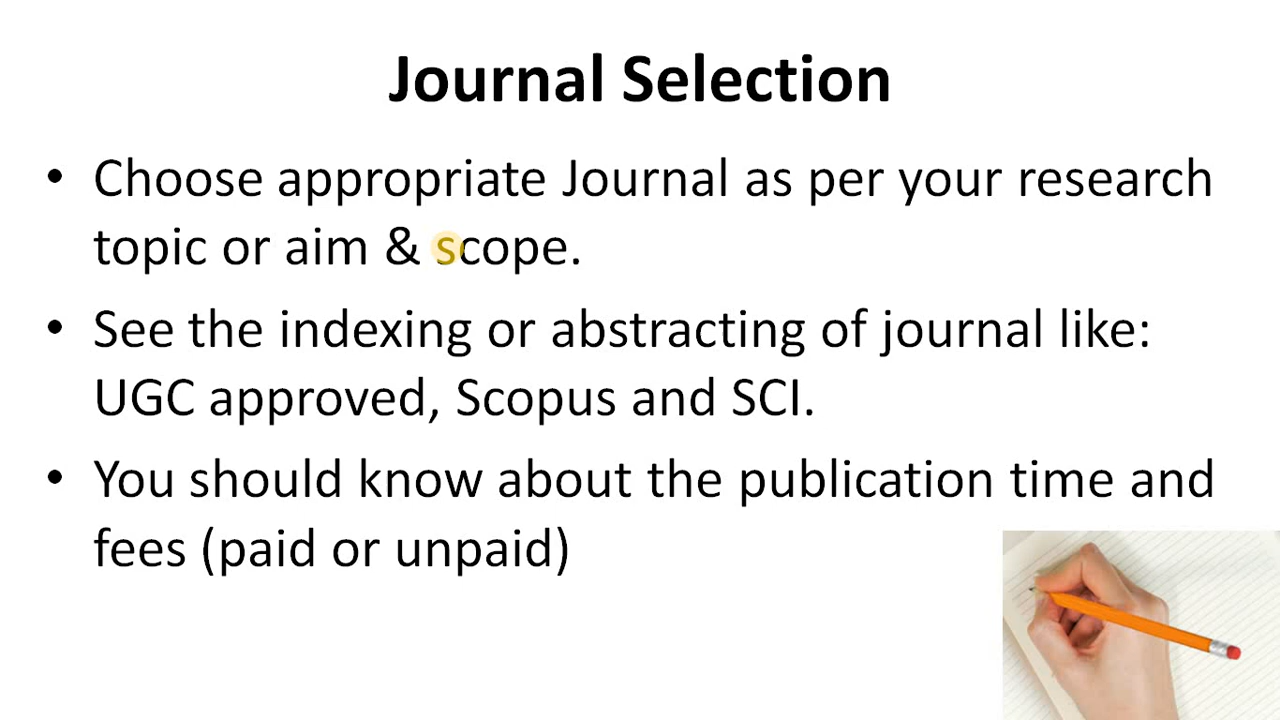 Journal Selection
• Choose appropriate Journal as per your research
topic or aim & scope.
• See the indexing or abstracting of journal like:
UGC approved, Scopus and SCI.
• You should know about the publication time and
fees (paid or unpaid)